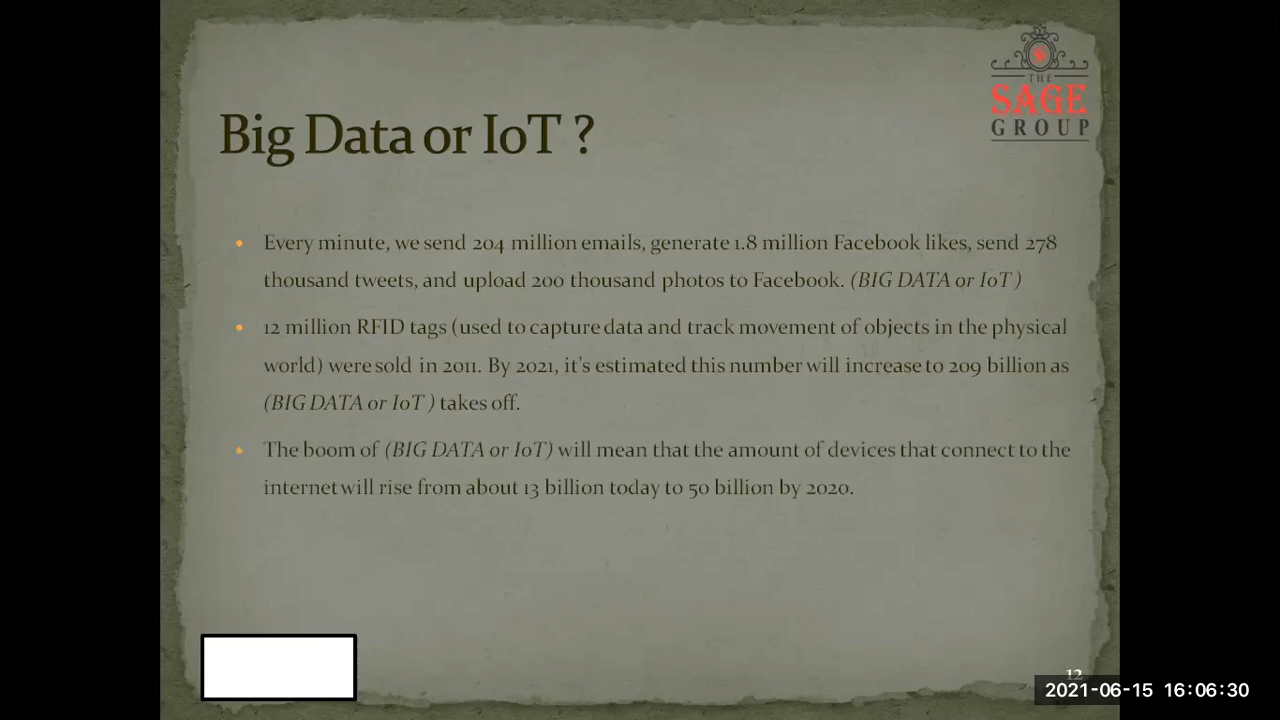 THE
SAGE
GROUP
Big Data or IoT ?
• Every minute, we send 204 million emails, generate 1.8 million Facebook likes, send 278
thousand tweets, and upload 200 thousand photos to Facebook. (BIG DATA or IoT )
• 12 million RFID tags (used to capture data and track movement of objects in the physical
world) were sold in 2011. By 2021, it's estimated this number will increase to 209 billion as
(BIG DATA or IoT ) takes off.
• The boom of (BIG DATA or IoT) will mean that the amount of devices that connect to the
internet will rise from about 13 billion today to 50 billion by 2020.
12
2021-06-15 16:06:30